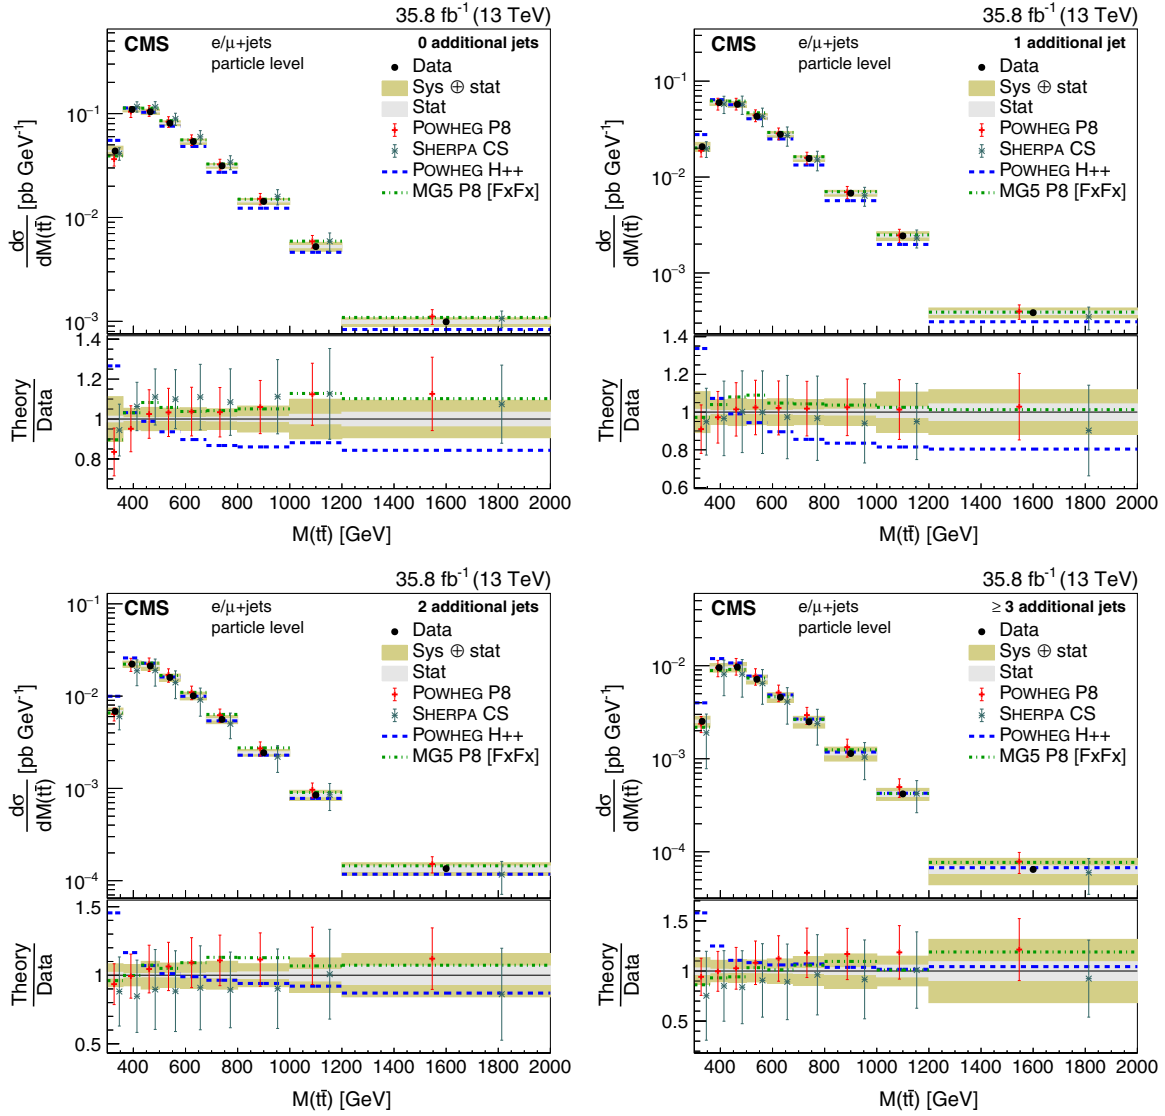 35.8 fb⁻¹ (13 TeV)
CMS e/μ+jets 0 additional jets
particle level
Data
Sys ⊕ stat
Stat
POWHEG P8
SHERPA CS
POWHEG H++
MG5 P8 [FxFx]
dσ
dM(tt̄) [pb GeV⁻¹]
10⁻¹
10⁻²
10⁻³
Theory
Data
1.4
1.2
1
0.8
400 600 800 1000 1200 1400 1600 1800 2000
M(tt̄) [GeV]
35.8 fb⁻¹ (13 TeV)
CMS e/μ+jets 1 additional jet
particle level
Data
Sys ⊕ stat
Stat
POWHEG P8
SHERPA CS
POWHEG H++
MG5 P8 [FxFx]
dσ
dM(tt̄) [pb GeV⁻¹]
10⁻¹
10⁻²
10⁻³
Theory
Data
1.4
1.2
1
0.8
0.6
400 600 800 1000 1200 1400 1600 1800 2000
M(tt̄) [GeV]
35.8 fb⁻¹ (13 TeV)
CMS e/μ+jets 2 additional jets
particle level
Data
Sys ⊕ stat
Stat
POWHEG P8
SHERPA CS
POWHEG H++
MG5 P8 [FxFx]
dσ
dM(tt̄) [pb GeV⁻¹]
10⁻¹
10⁻²
10⁻³
10⁻⁴
Theory
Data
1.5
1
0.5
400 600 800 1000 1200 1400 1600 1800 2000
M(tt̄) [GeV]
35.8 fb⁻¹ (13 TeV)
CMS e/μ+jets ≥ 3 additional jets
particle level
Data
Sys ⊕ stat
Stat
POWHEG P8
SHERPA CS
POWHEG H++
MG5 P8 [FxFx]
dσ
dM(tt̄) [pb GeV⁻¹]
10⁻²
10⁻³
10⁻⁴
Theory
Data
1.5
1
0.5
400 600 800 1000 1200 1400 1600 1800 2000
M(tt̄) [GeV]